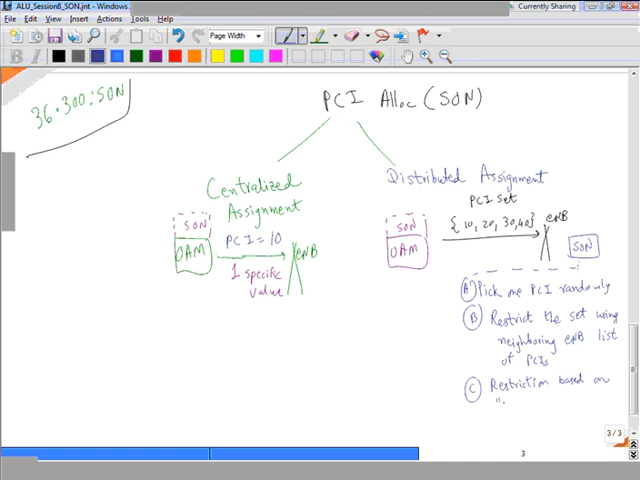 ALU_Session8_SON.jnt - Windows
Currently Sharing
File Edit View Insert Actions Tools Help
Page Width
36.300:SON
PCI Alloc (SON)
Centralized
Assignment
SON
OAM
PCI = 10
1 specific
value
eNB
Distributed Assignment
PCI set
{10, 20, 30, 40}
eNB
SON
OAM
SON
A Pick me PCI randomly
B Restrict the set using
neighboring eNB list
of PCIs
C Restriction based on
"
3/3
3